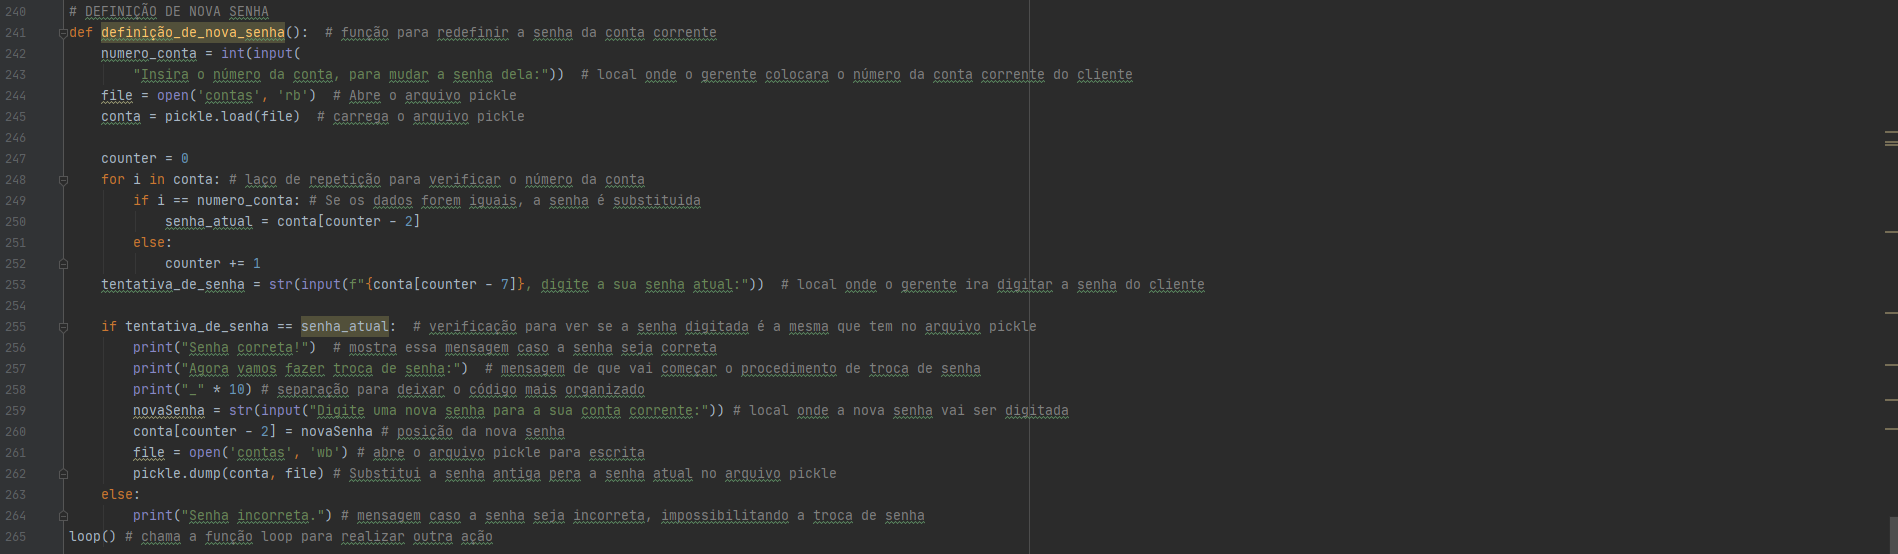 240 # DEFINIÇÃO DE NOVA SENHA
241 def definição_de_nova_senha():  # função para redefinir a senha da conta corrente
242     numero_conta = int(input(
243         "Insira o número da conta, para mudar a senha dela:"))  # local onde o gerente colocara o número da conta corrente do cliente
244     file = open('contas', 'rb')  # Abre o arquivo pickle
245     conta = pickle.load(file)  # carrega o arquivo pickle
246
247     counter = 0
248     for i in conta: # laço de repetição para verificar o número da conta
249         if i == numero_conta: # Se os dados forem iguais, a senha é substituida
250             senha_atual = conta[counter - 2]
251         else:
252             counter += 1
253     tentativa_de_senha = str(input(f"{conta[counter - 7]}, digite a sua senha atual:"))  # local onde o gerente ira digitar a senha do cliente
254
255     if tentativa_de_senha == senha_atual:  # verificação para ver se a senha digitada é a mesma que tem no arquivo pickle
256         print("Senha correta!")  # mostra essa mensagem caso a senha seja correta
257         print("Agora vamos fazer troca de senha:")  # mensagem de que vai começar o procedimento de troca de senha
258         print("_" * 10) # separação para deixar o código mais organizado
259         novaSenha = str(input("Digite uma nova senha para a sua conta corrente:")) # local onde a nova senha vai ser digitada
260         conta[counter - 2] = novaSenha # posição da nova senha
261         file = open('contas', 'wb') # abre o arquivo pickle para escrita
262         pickle.dump(conta, file) # Substitui a senha antiga pera a senha atual no arquivo pickle
263     else:
264         print("Senha incorreta.") # mensagem caso a senha seja incorreta, impossibilitando a troca de senha
265 loop() # chama a função loop para realizar outra ação